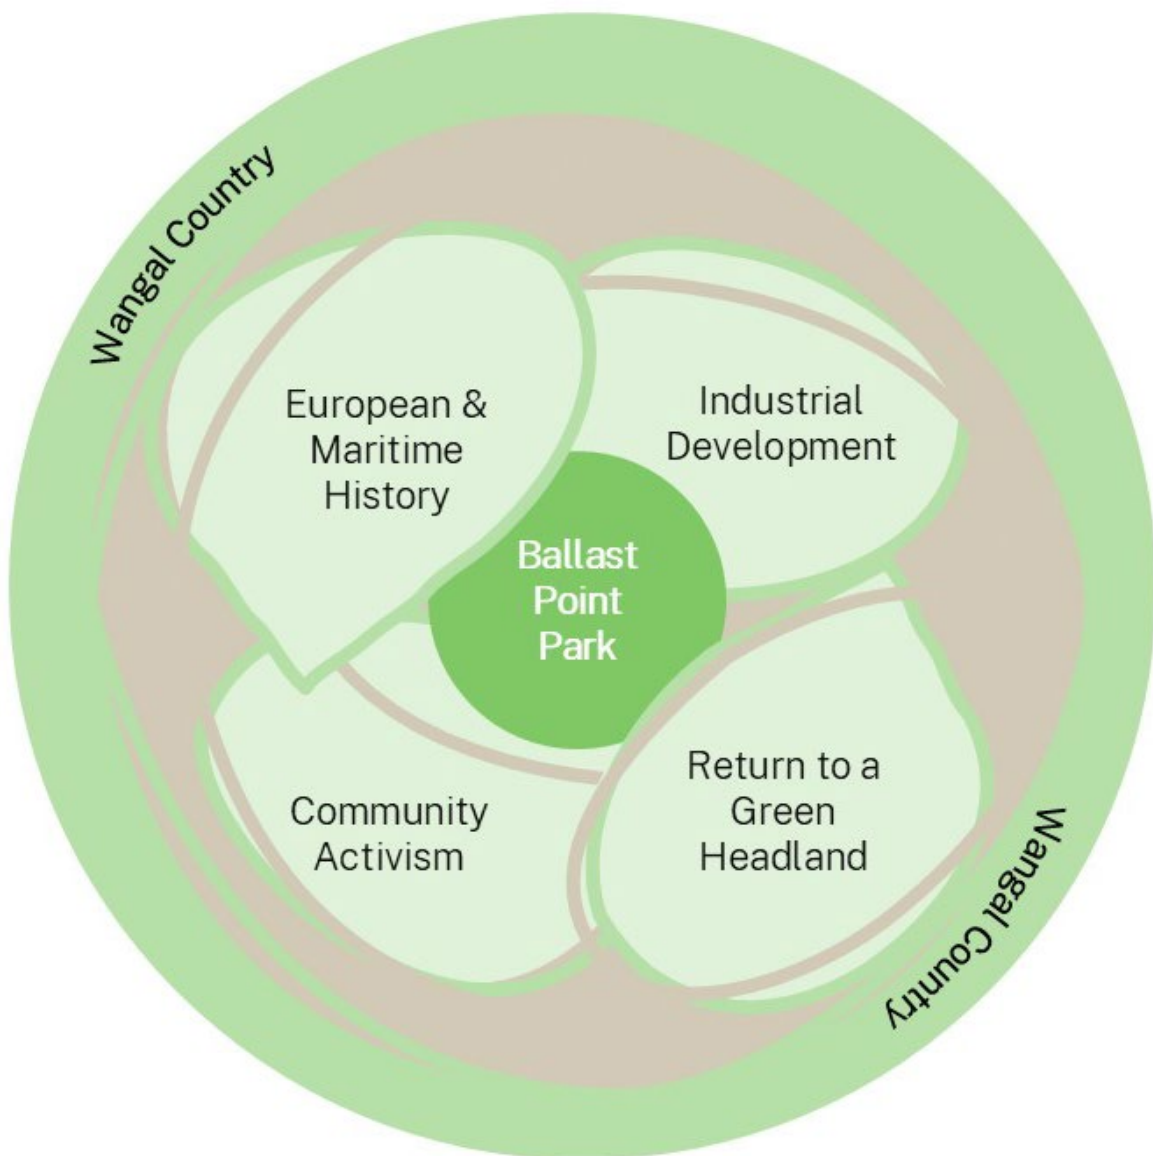 Wangal Country
European &
Maritime
History
Industrial
Development
Ballast
Point
Park
Community
Activism
Return to a
Green
Headland
Wangal Country